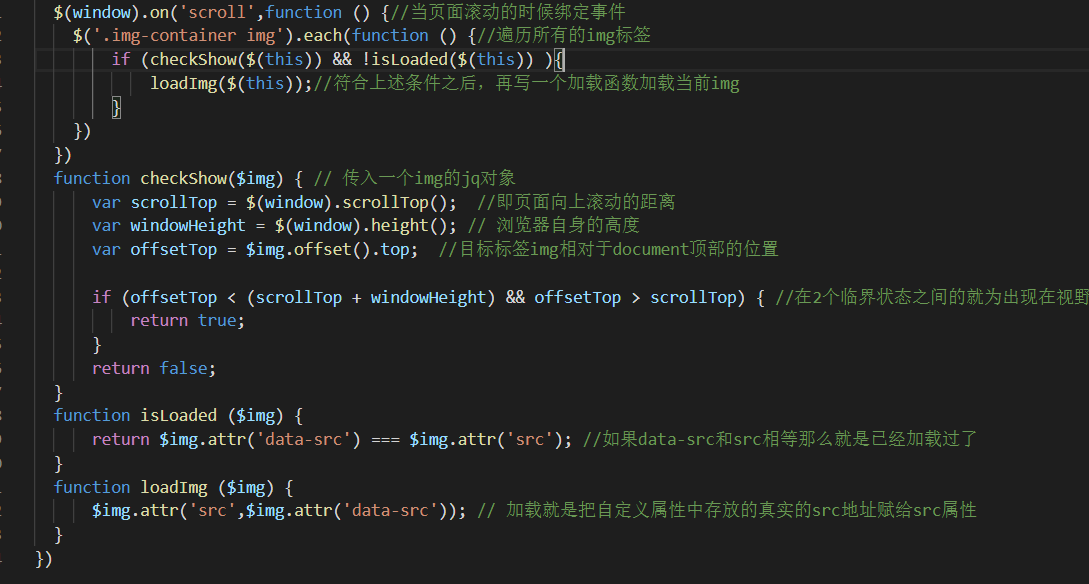 $(window).on('scroll',function () {//当页面滚动的时候绑定事件
$('.img-container img').each(function () {//遍历所有的img标签
if (checkShow($(this)) && !isLoaded($(this)) ){
loadImg($(this));//符合上述条件之后，再写一个加载函数加载当前img
}
})
})
function checkShow($img) { // 传入一个img的jq对象
var scrollTop = $(window).scrollTop();  //即页面向上滚动的距离
var windowHeight = $(window).height(); // 浏览器自身的高度
var offsetTop = $img.offset().top;  //目标标签img相对于document顶部的位置
if (offsetTop < (scrollTop + windowHeight) && offsetTop > scrollTop) { //在2个临界状态之间的就为出现在视野
return true;
}
return false;
}
function isLoaded ($img) {
return $img.attr('data-src') === $img.attr('src'); //如果data-src和src相等那么就是已经加载过了
}
function loadImg ($img) {
$img.attr('src',$img.attr('data-src')); // 加载就是把自定义属性中存放的真实的src地址赋给src属性
}
})